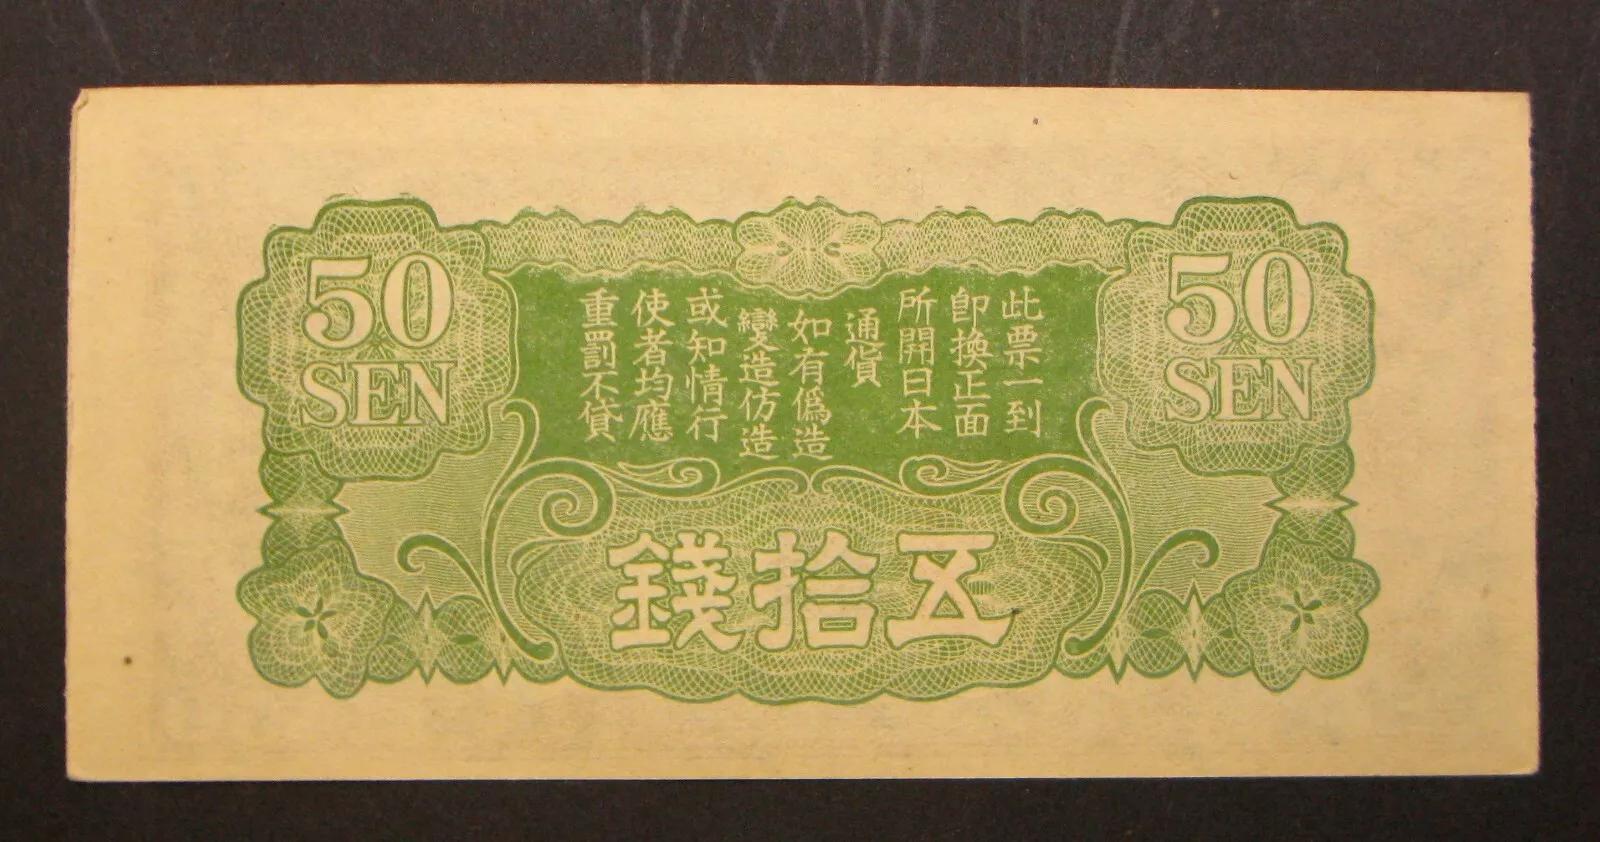 50
SEN
50
SEN
此票一到
即換正面
所開日本
通貨
如有僞造
變造仿造
或知情行
使者均應
重罰不貸
五拾錢